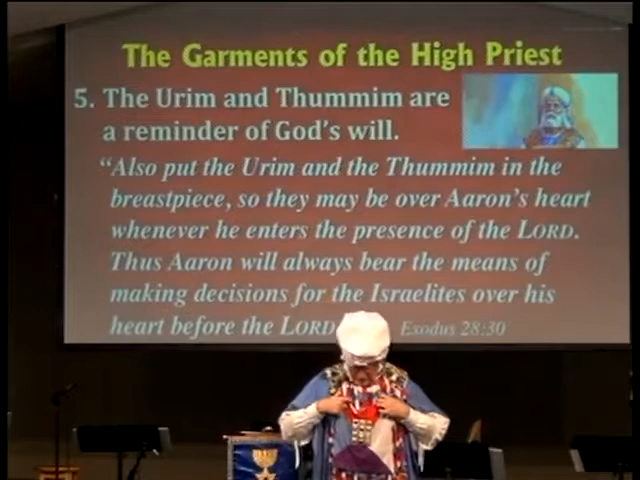 The Garments of the High Priest
5. The Urim and Thummim are
a reminder of God's will.
"Also put the Urim and the Thummim in the
breastpiece, so they may be over Aaron's heart
whenever he enters the presence of the LORD.
Thus Aaron will always bear the means of
making decisions for the Israelites over his
heart before the LORD
Exodus 28:30